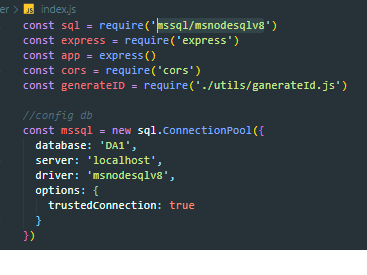 er > index.js
const sql = require('mssql/msnodesqlv8')
const express = require('express')
const app = express()
const cors = require('cors')
const generateID = require('./utils/ganerateId.js')
//config db
const mssql = new sql.ConnectionPool({
database: 'DA1',
server: 'localhost',
driver: 'msnodesqlv8',
options: {
trustedConnection: true
}
})